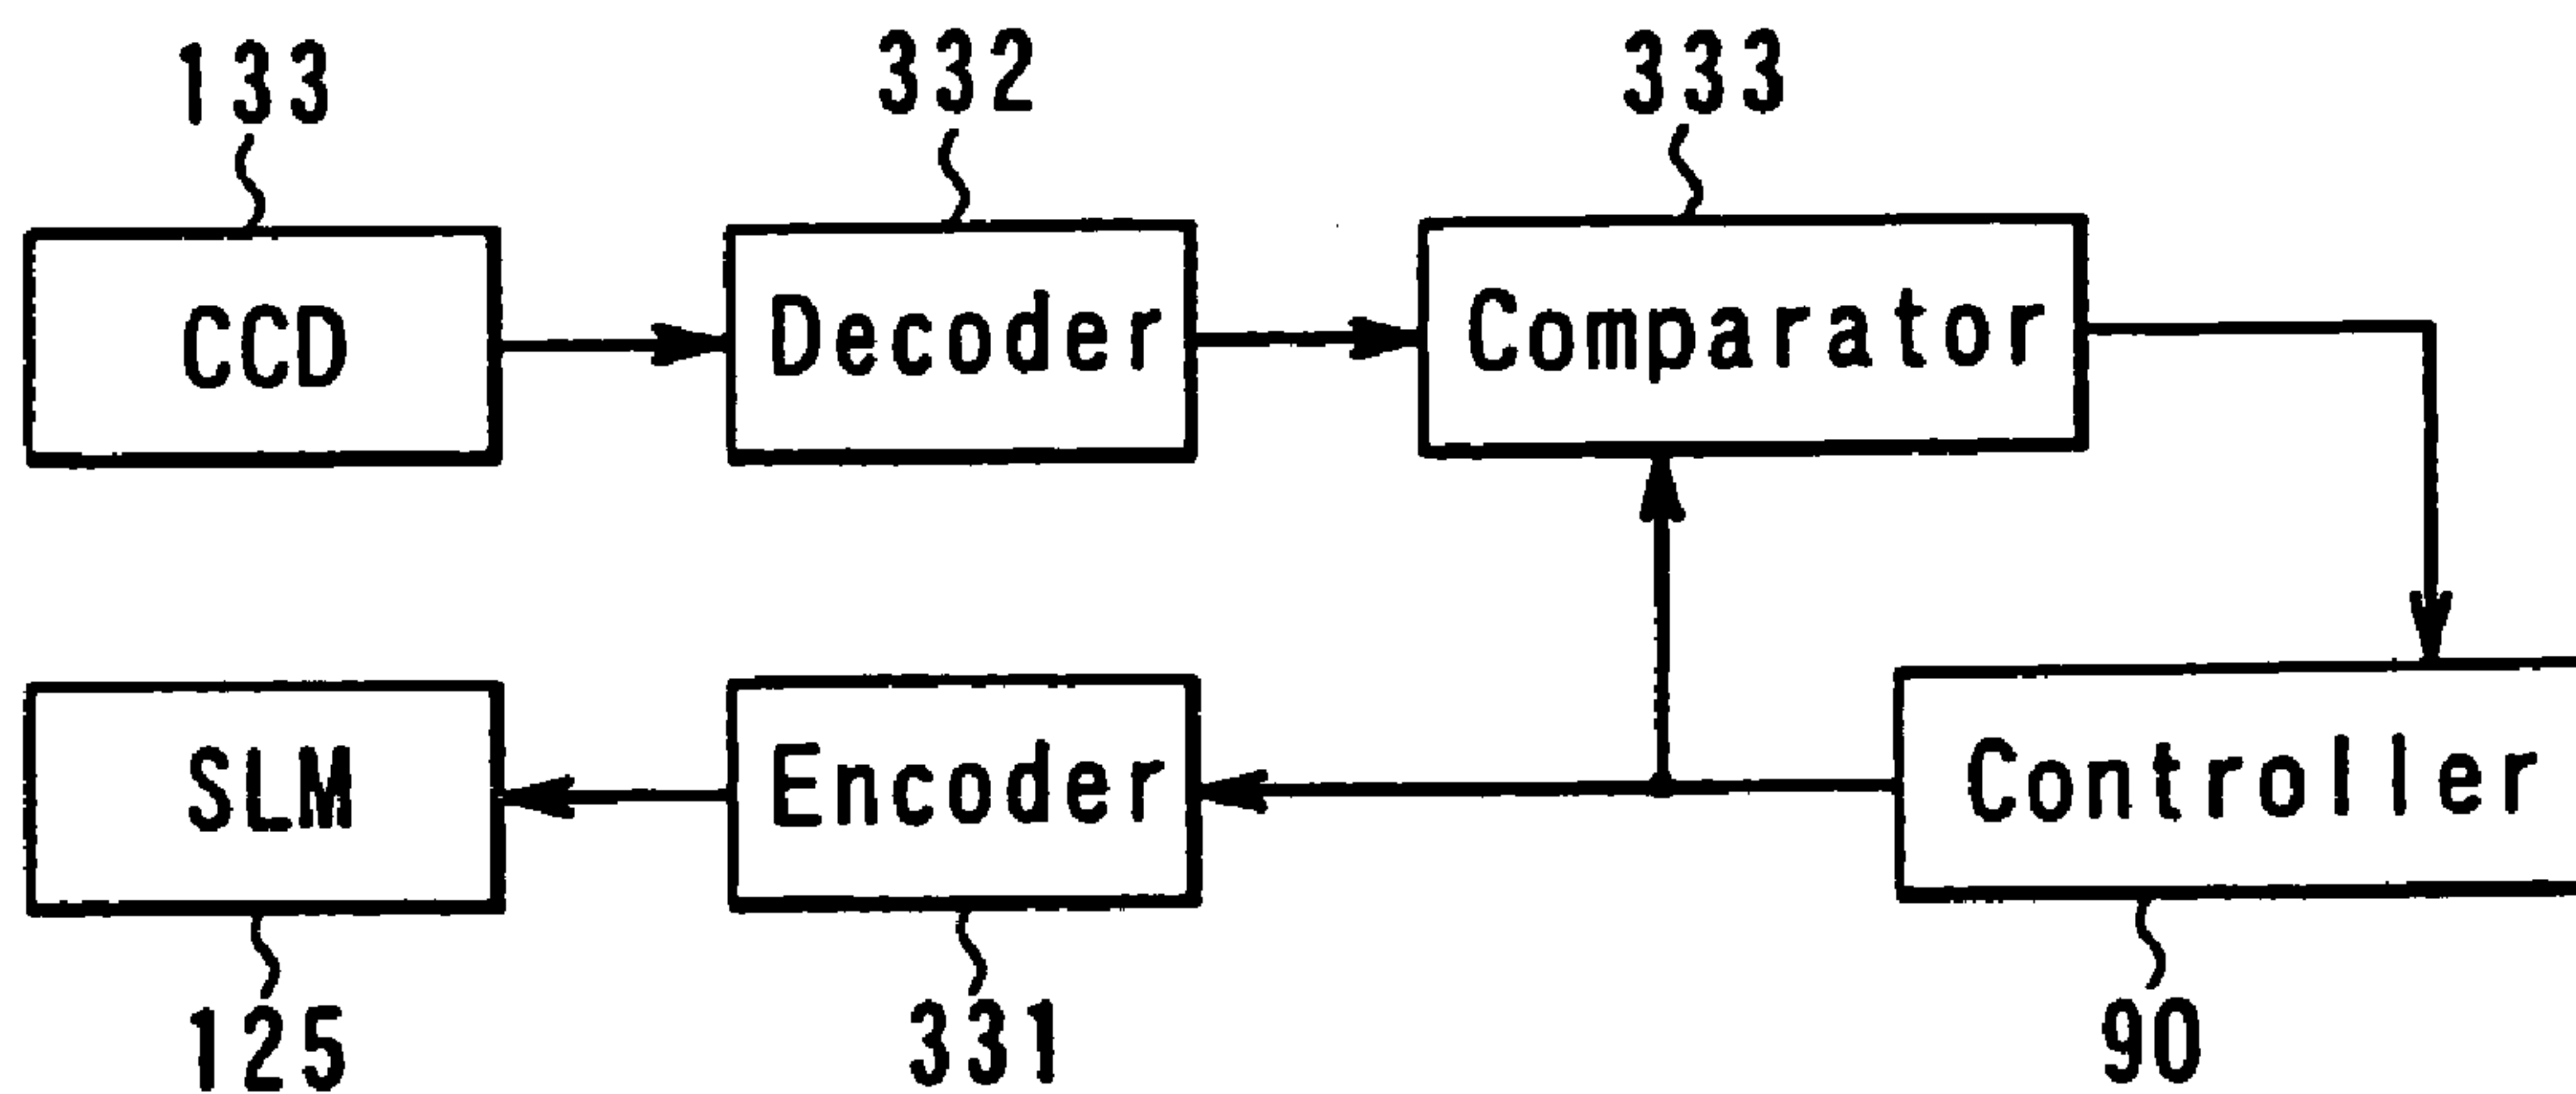 133 332 333
CCD Decoder Comparator
SLM Encoder Controller
125 331 90